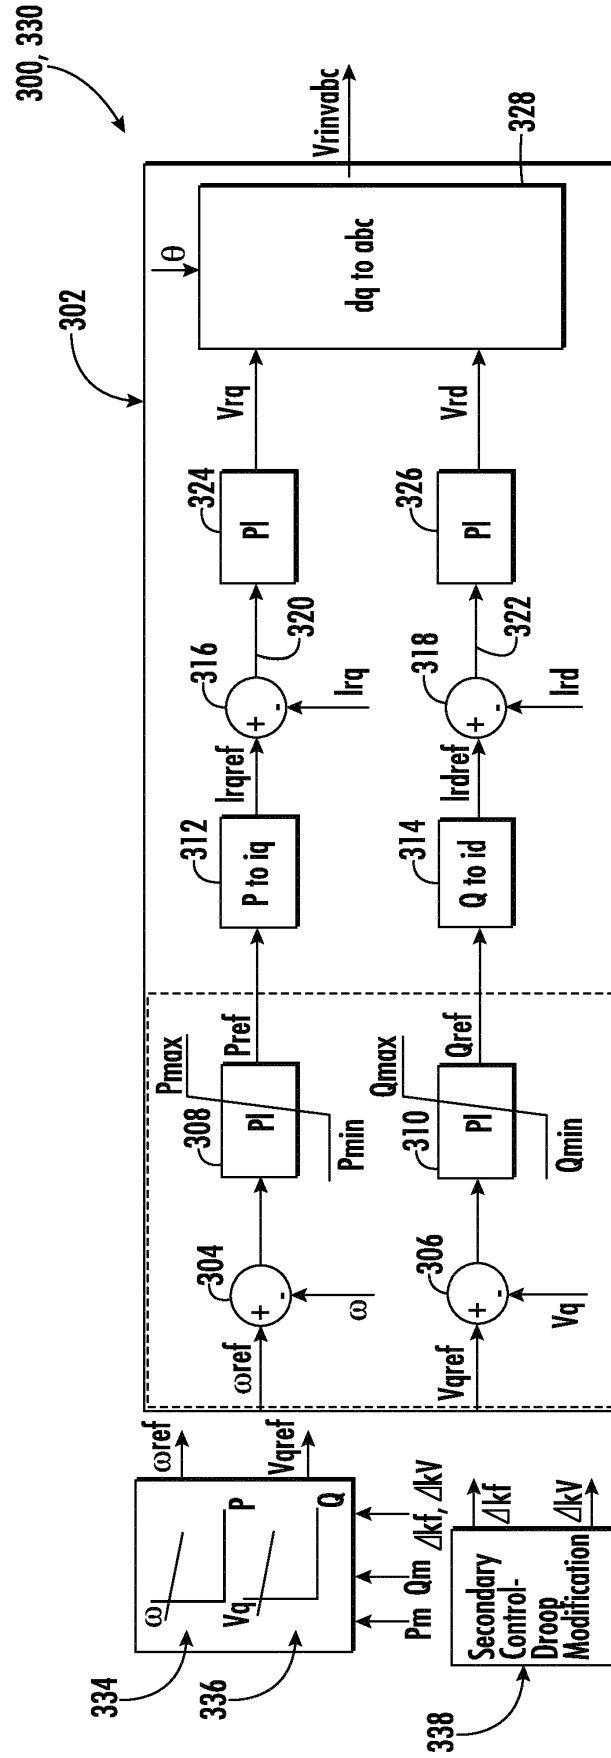 300, 330
302
334
336
ω
P
Vq
Q
ωref
Vqref
Pm
Qm
Δkf, ΔkV
338
Secondary
Control-
Droop
Modification
Δkf
ΔkV
ωref
304
+
-
ω
308
PI
Pmax
Pmin
Pref
312
P to iq
Irqref
316
+
-
Irq
320
324
PI
Vrq
Vqref
306
+
-
Vq
310
PI
Qmax
Qmin
Qref
314
Q to id
Irdref
318
+
-
Ird
322
326
PI
Vrd
θ
dq to abc
328
Vrinvabc